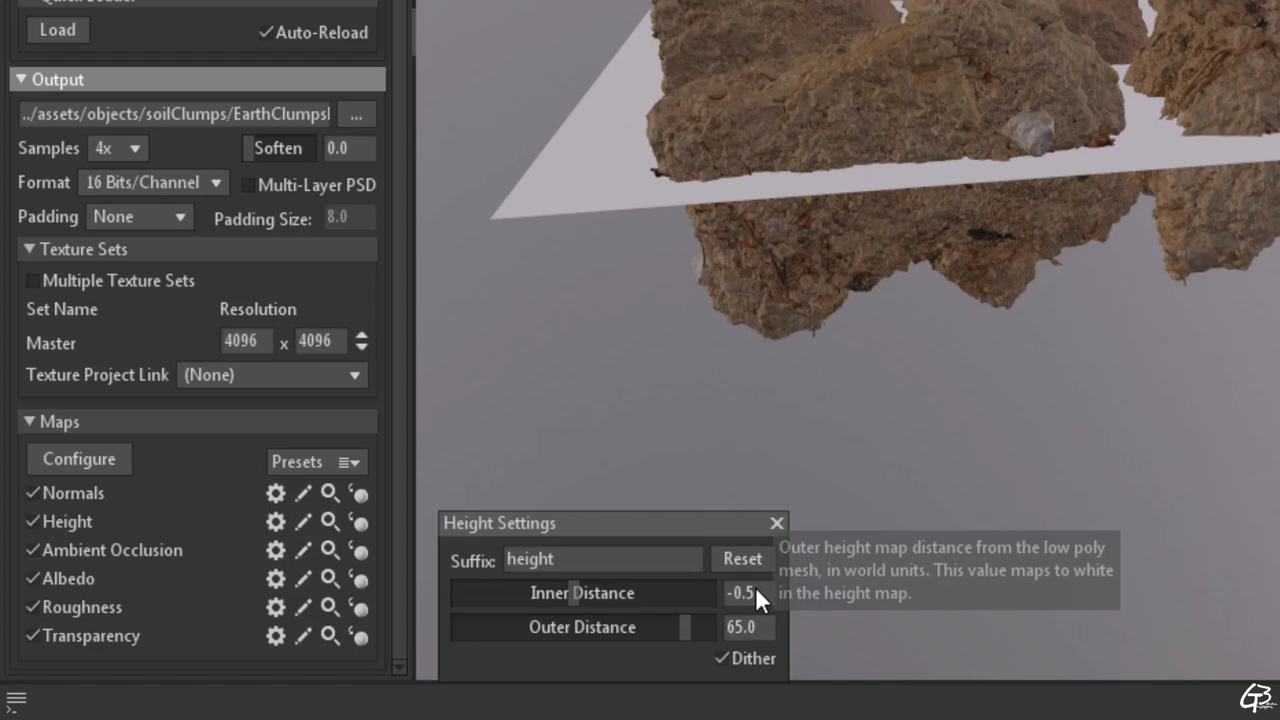 Load
Auto-Reload
Output
../assets/objects/soilClumps/EarthClumpsl
...
Samples 4x Soften 0.0
Format 16 Bits/Channel Multi-Layer PSD
Padding None Padding Size: 8.0
Texture Sets
Multiple Texture Sets
Set Name Resolution
Master 4096 x 4096
Texture Project Link (None)
Maps
Configure Presets
Normals
Height
Ambient Occlusion
Albedo
Roughness
Transparency
Height Settings
Suffix: height Reset
Inner Distance -0.5
Outer Distance 65.0
Dither
Outer height map distance from the low poly
mesh, in world units. This value maps to white
in the height map.